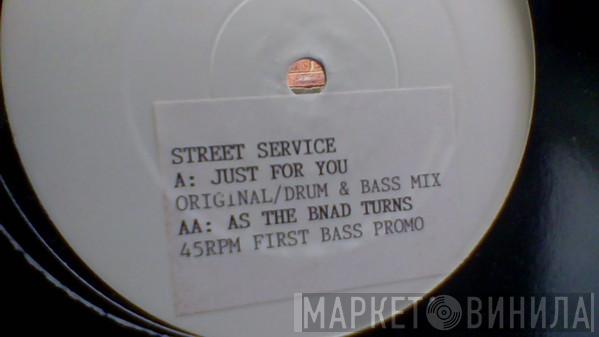 STREET SERVICE
A: JUST FOR YOU
ORIGINAL/DRUM & BASS MIX
AA: AS THE BNAD TURNS
45RPM FIRST BASS PROMO
МАРКЕТ ВИНИЛА